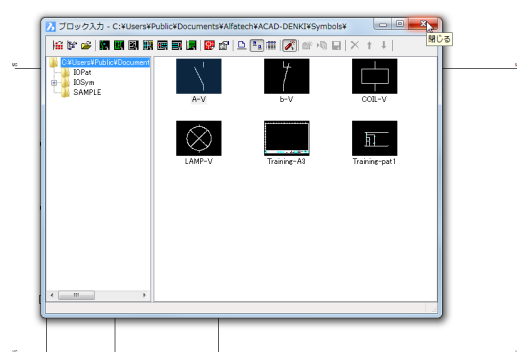 ブロック入力 - C:¥Users¥Public¥Documents¥Alfatech¥ACAD-DENKI¥Symbols¥
閉じる
C:¥Users¥Public¥Document
IOPat
IOSym
SAMPLE
A-V
b-V
COIL-V
LAMP-V
Training-A3
Training-pat1